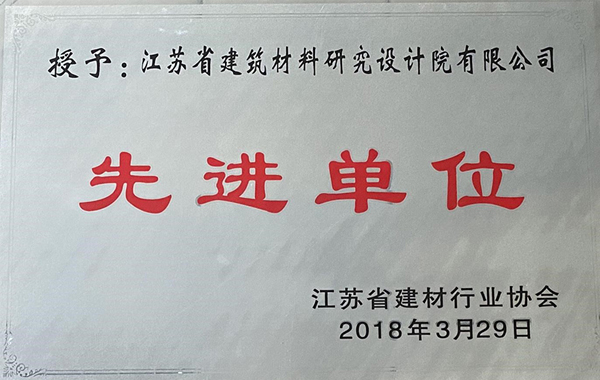 授予：江苏省建筑材料研究设计院有限公司
先进单位
江苏省建材行业协会
2018年3月29日